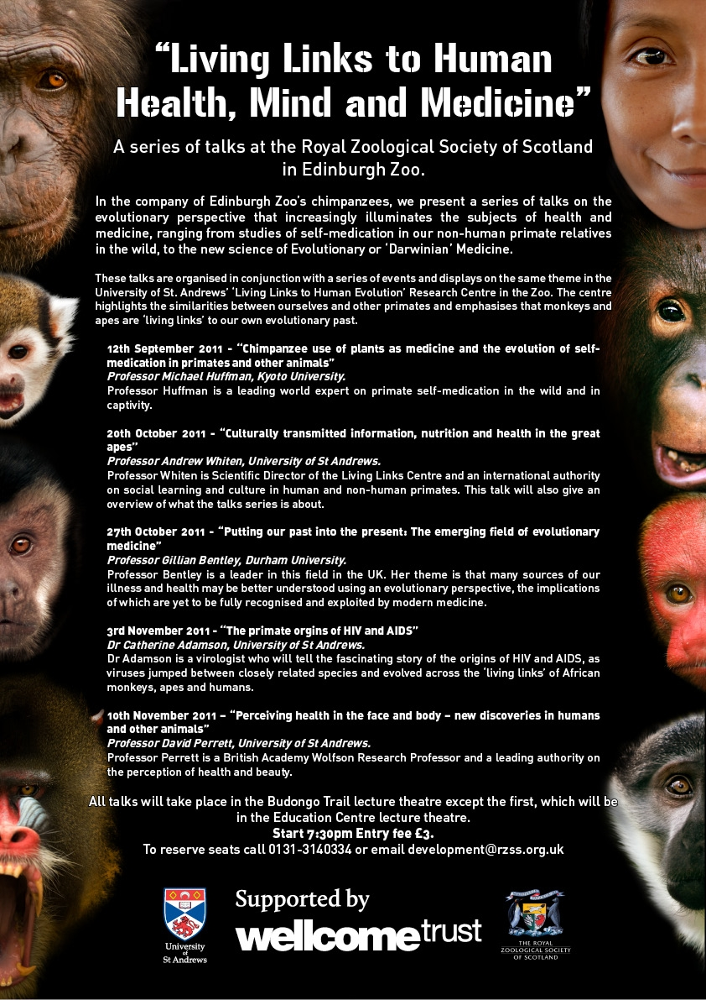 “Living Links to Human
Health, Mind and Medicine”
A series of talks at the Royal Zoological Society of Scotland
in Edinburgh Zoo.
In the company of Edinburgh Zoo’s chimpanzees, we present a series of talks on the
evolutionary perspective that increasingly illuminates the subjects of health and
medicine, ranging from studies of self-medication in our non-human primate relatives
in the wild, to the new science of Evolutionary or ‘Darwinian’ Medicine.
These talks are organised in conjunction with a series of events and displays on the same theme in the
University of St. Andrews’ ‘Living Links to Human Evolution’ Research Centre in the Zoo. The centre
highlights the similarities between ourselves and other primates and emphasises that monkeys and
apes are ‘living links’ to our own evolutionary past.
12th September 2011 - “Chimpanzee use of plants as medicine and the evolution of self-
medication in primates and other animals”
Professor Michael Huffman, Kyoto University.
Professor Huffman is a leading world expert on primate self-medication in the wild and in
captivity.
20th October 2011 - “Culturally transmitted information, nutrition and health in the great
apes”
Professor Andrew Whiten, University of St Andrews.
Professor Whiten is Scientific Director of the Living Links Centre and an international authority
on social learning and culture in human and non-human primates. This talk will also give an
overview of what the talks series is about.
27th October 2011 - “Putting our past into the present: The emerging field of evolutionary
medicine”
Professor Gillian Bentley, Durham University.
Professor Bentley is a leader in this field in the UK. Her theme is that many sources of our
illness and health may be better understood using an evolutionary perspective, the implications
of which are yet to be fully recognised and exploited by modern medicine.
3rd November 2011 - “The primate orgins of HIV and AIDS”
Dr Catherine Adamson, University of St Andrews.
Dr Adamson is a virologist who will tell the fascinating story of the origins of HIV and AIDS, as
viruses jumped between closely related species and evolved across the ‘living links’ of African
monkeys, apes and humans.
10th November 2011 – “Perceiving health in the face and body – new discoveries in humans
and other animals”
Professor David Perrett, University of St Andrews.
Professor Perrett is a British Academy Wolfson Research Professor and a leading authority on
the perception of health and beauty.
All talks will take place in the Budongo Trail lecture theatre except the first, which will be
in the Education Centre lecture theatre.
Start 7:30pm Entry fee £3.
To reserve seats call 0131-3140334 or email development@rzss.org.uk
Supported by
wellcome trust
University
of
St Andrews
THE ROYAL
ZOOLOGICAL SOCIETY
OF SCOTLAND